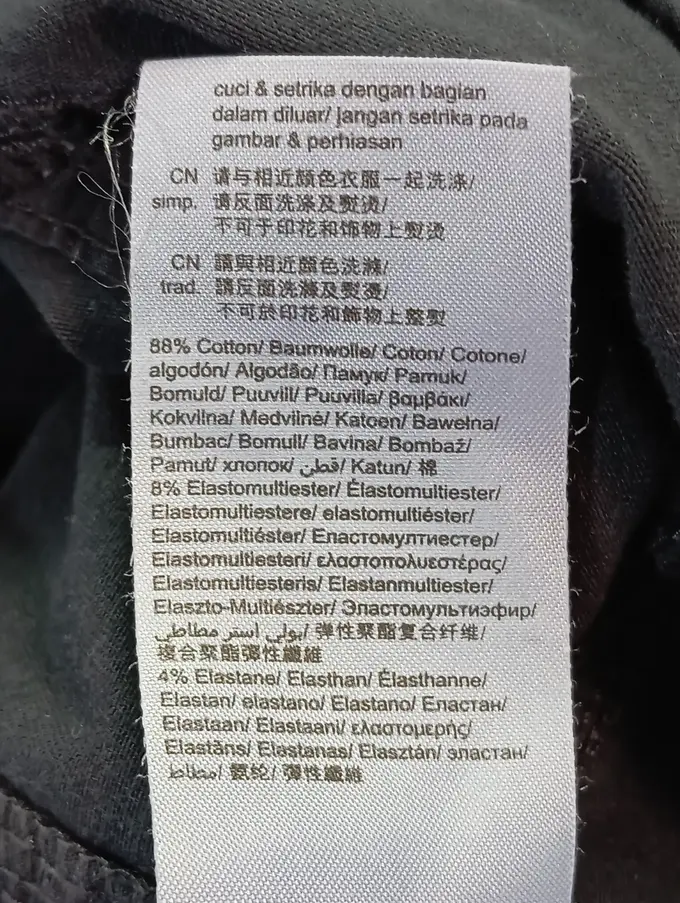 cuci & setrika dengan bagian
dalam diluar/ jangan setrika pada
gambar & perhiasan
CN 请与相近颜色衣服一起洗涤/
simp. 请反面洗涤及熨烫/
不可于印花和饰物上熨烫
CN 請與相近顏色洗滌/
trad. 請反面洗滌及熨燙/
不可於印花和飾物上整熨
88% Cotton/ Baumwolle/ Coton/ Cotone/
algodón/ Algodão/ Памук/ Pamuk/
Bomuld/ Puuvill/ Puuvilla/ βαμβάκι/
Kokvilna/ Medvilnė/ Katoen/ Bawełna/
Bumbac/ Bomull/ Bavlna/ Bombaž/
Pamut/ хлопок/ قطن/ Katun/ 棉
8% Elastomultiester/ Élastomultiester/
Elastomultiestere/ elastomultiéster/
Elastomultiéster/ Еластомултиестер/
Elastomultiesteri/ ελαστοπολυεστέρας/
Elastomultiesteris/ Elastanmultiester/
Elaszto-Multiészter/ Эластомультиэфир/
بولي استر مطاطي/ 弹性聚酯复合纤维/
複合聚酯彈性纖維
4% Elastane/ Elasthan/ Élasthanne/
Elastan/ elastano/ Elastano/ Еластан/
Elastaan/ Elastaani/ ελαστομερής/
Elastāns/ Elastanas/ Elasztán/ эластан/
مطاط/ 氨纶/ 彈性纖維